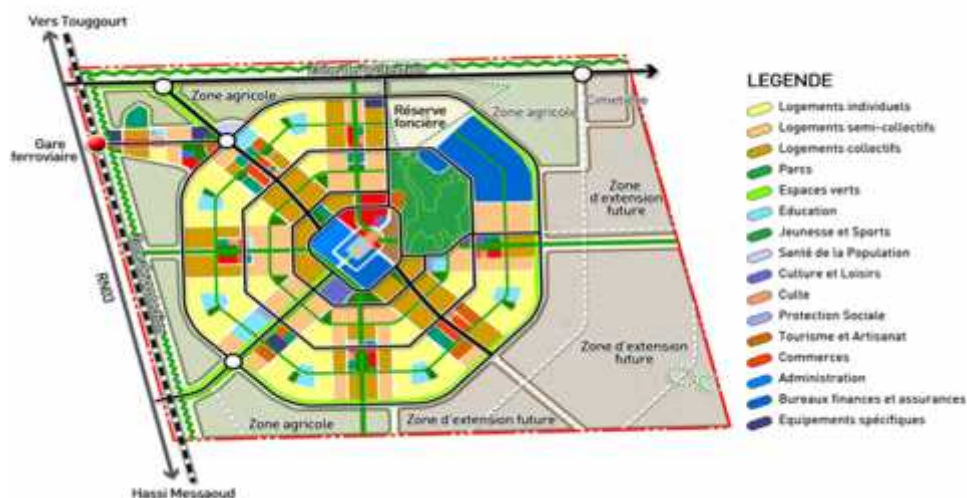 Vers Touggourt
Zone agricole
Réserve
foncière
Zone agricole
Cimetière
Gare
ferroviaire
Zone
d'extension
future
RN03
Zone d'extension
future
Zone agricole
Zone d'extension future
Hassi Messaoud
LEGENDE
Logements individuels
Logements semi-collectifs
Logements collectifs
Parcs
Espaces verts
Education
Jeunesse et Sports
Santé de la Population
Culture et Loisirs
Culte
Protection Sociale
Tourisme et Artisanat
Commerces
Administration
Bureaux finances et assurances
Equipements spécifiques